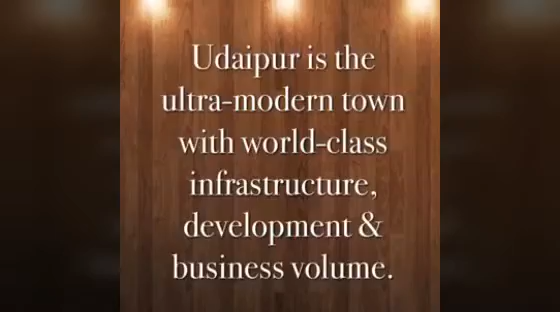 Udaipur is the
ultra-modern town
with world-class
infrastructure,
development &
business volume.